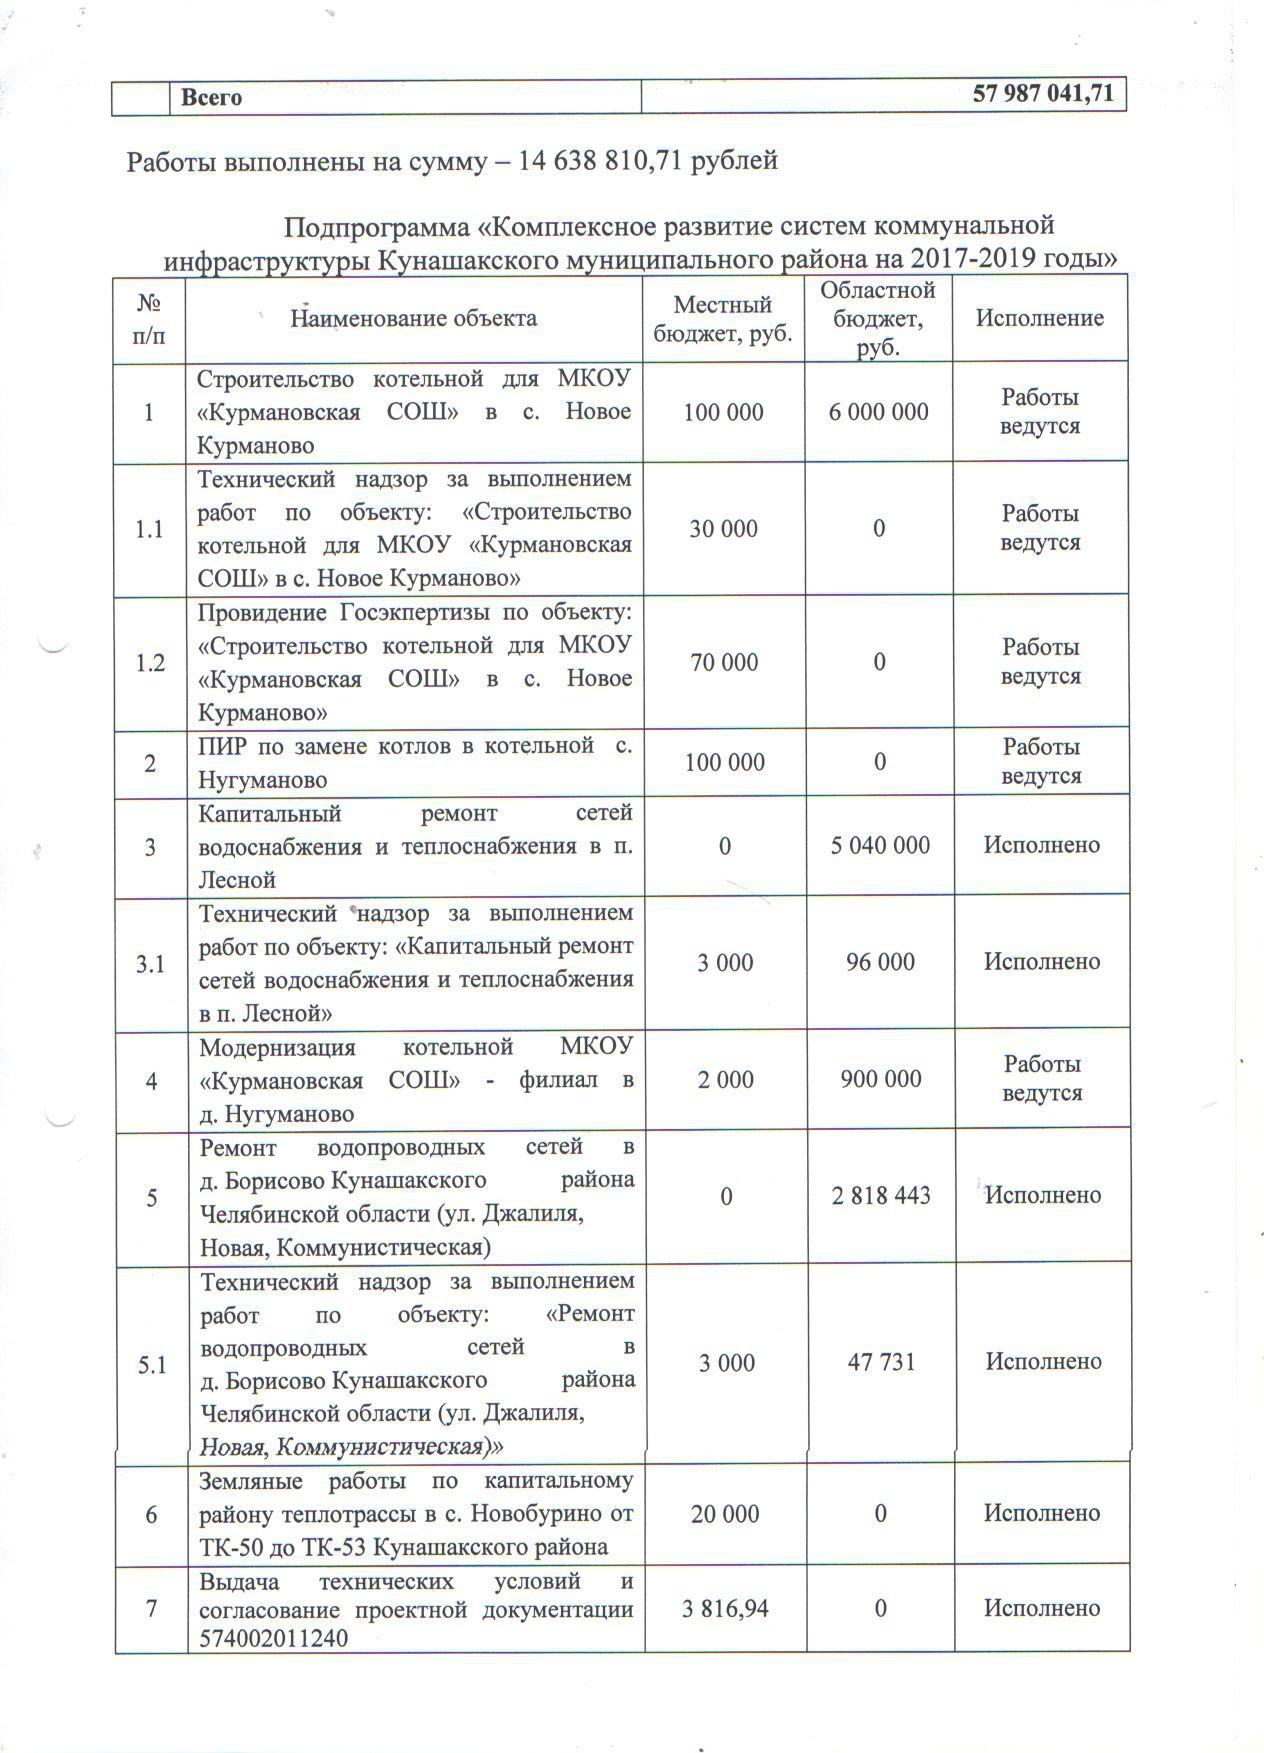 Всего 57 987 041,71
Работы выполнены на сумму – 14 638 810,71 рублей
Подпрограмма «Комплексное развитие систем коммунальной
инфраструктуры Кунашакского муниципального района на 2017-2019 годы»
№
п/п
Наименование объекта
Местный
бюджет, руб.
Областной
бюджет,
руб.
Исполнение
1
Строительство котельной для МКОУ
«Курмановская СОШ» в с. Новое
Курманово
100 000
6 000 000
Работы
ведутся
1.1
Технический надзор за выполнением
работ по объекту: «Строительство
котельной для МКОУ «Курмановская
СОШ» в с. Новое Курманово»
30 000
0
Работы
ведутся
1.2
Провидение Госэкпертизы по объекту:
«Строительство котельной для МКОУ
«Курмановская СОШ» в с. Новое
Курманово»
70 000
0
Работы
ведутся
2
ПИР по замене котлов в котельной с.
Нугуманово
100 000
0
Работы
ведутся
3
Капитальный ремонт сетей
водоснабжения и теплоснабжения в п.
Лесной
0
5 040 000
Исполнено
3.1
Технический надзор за выполнением
работ по объекту: «Капитальный ремонт
сетей водоснабжения и теплоснабжения
в п. Лесной»
3 000
96 000
Исполнено
4
Модернизация котельной МКОУ
«Курмановская СОШ» - филиал в
д. Нугуманово
2 000
900 000
Работы
ведутся
5
Ремонт водопроводных сетей в
д. Борисово Кунашакского района
Челябинской области (ул. Джалиля,
Новая, Коммунистическая)
0
2 818 443
Исполнено
5.1
Технический надзор за выполнением
работ по объекту: «Ремонт
водопроводных сетей в
д. Борисово Кунашакского района
Челябинской области (ул. Джалиля,
Новая, Коммунистическая)»
3 000
47 731
Исполнено
6
Земляные работы по капитальному
району теплотрассы в с. Новобурино от
ТК-50 до ТК-53 Кунашакского района
20 000
0
Исполнено
7
Выдача технических условий и
согласование проектной документации
574002011240
3 816,94
0
Исполнено